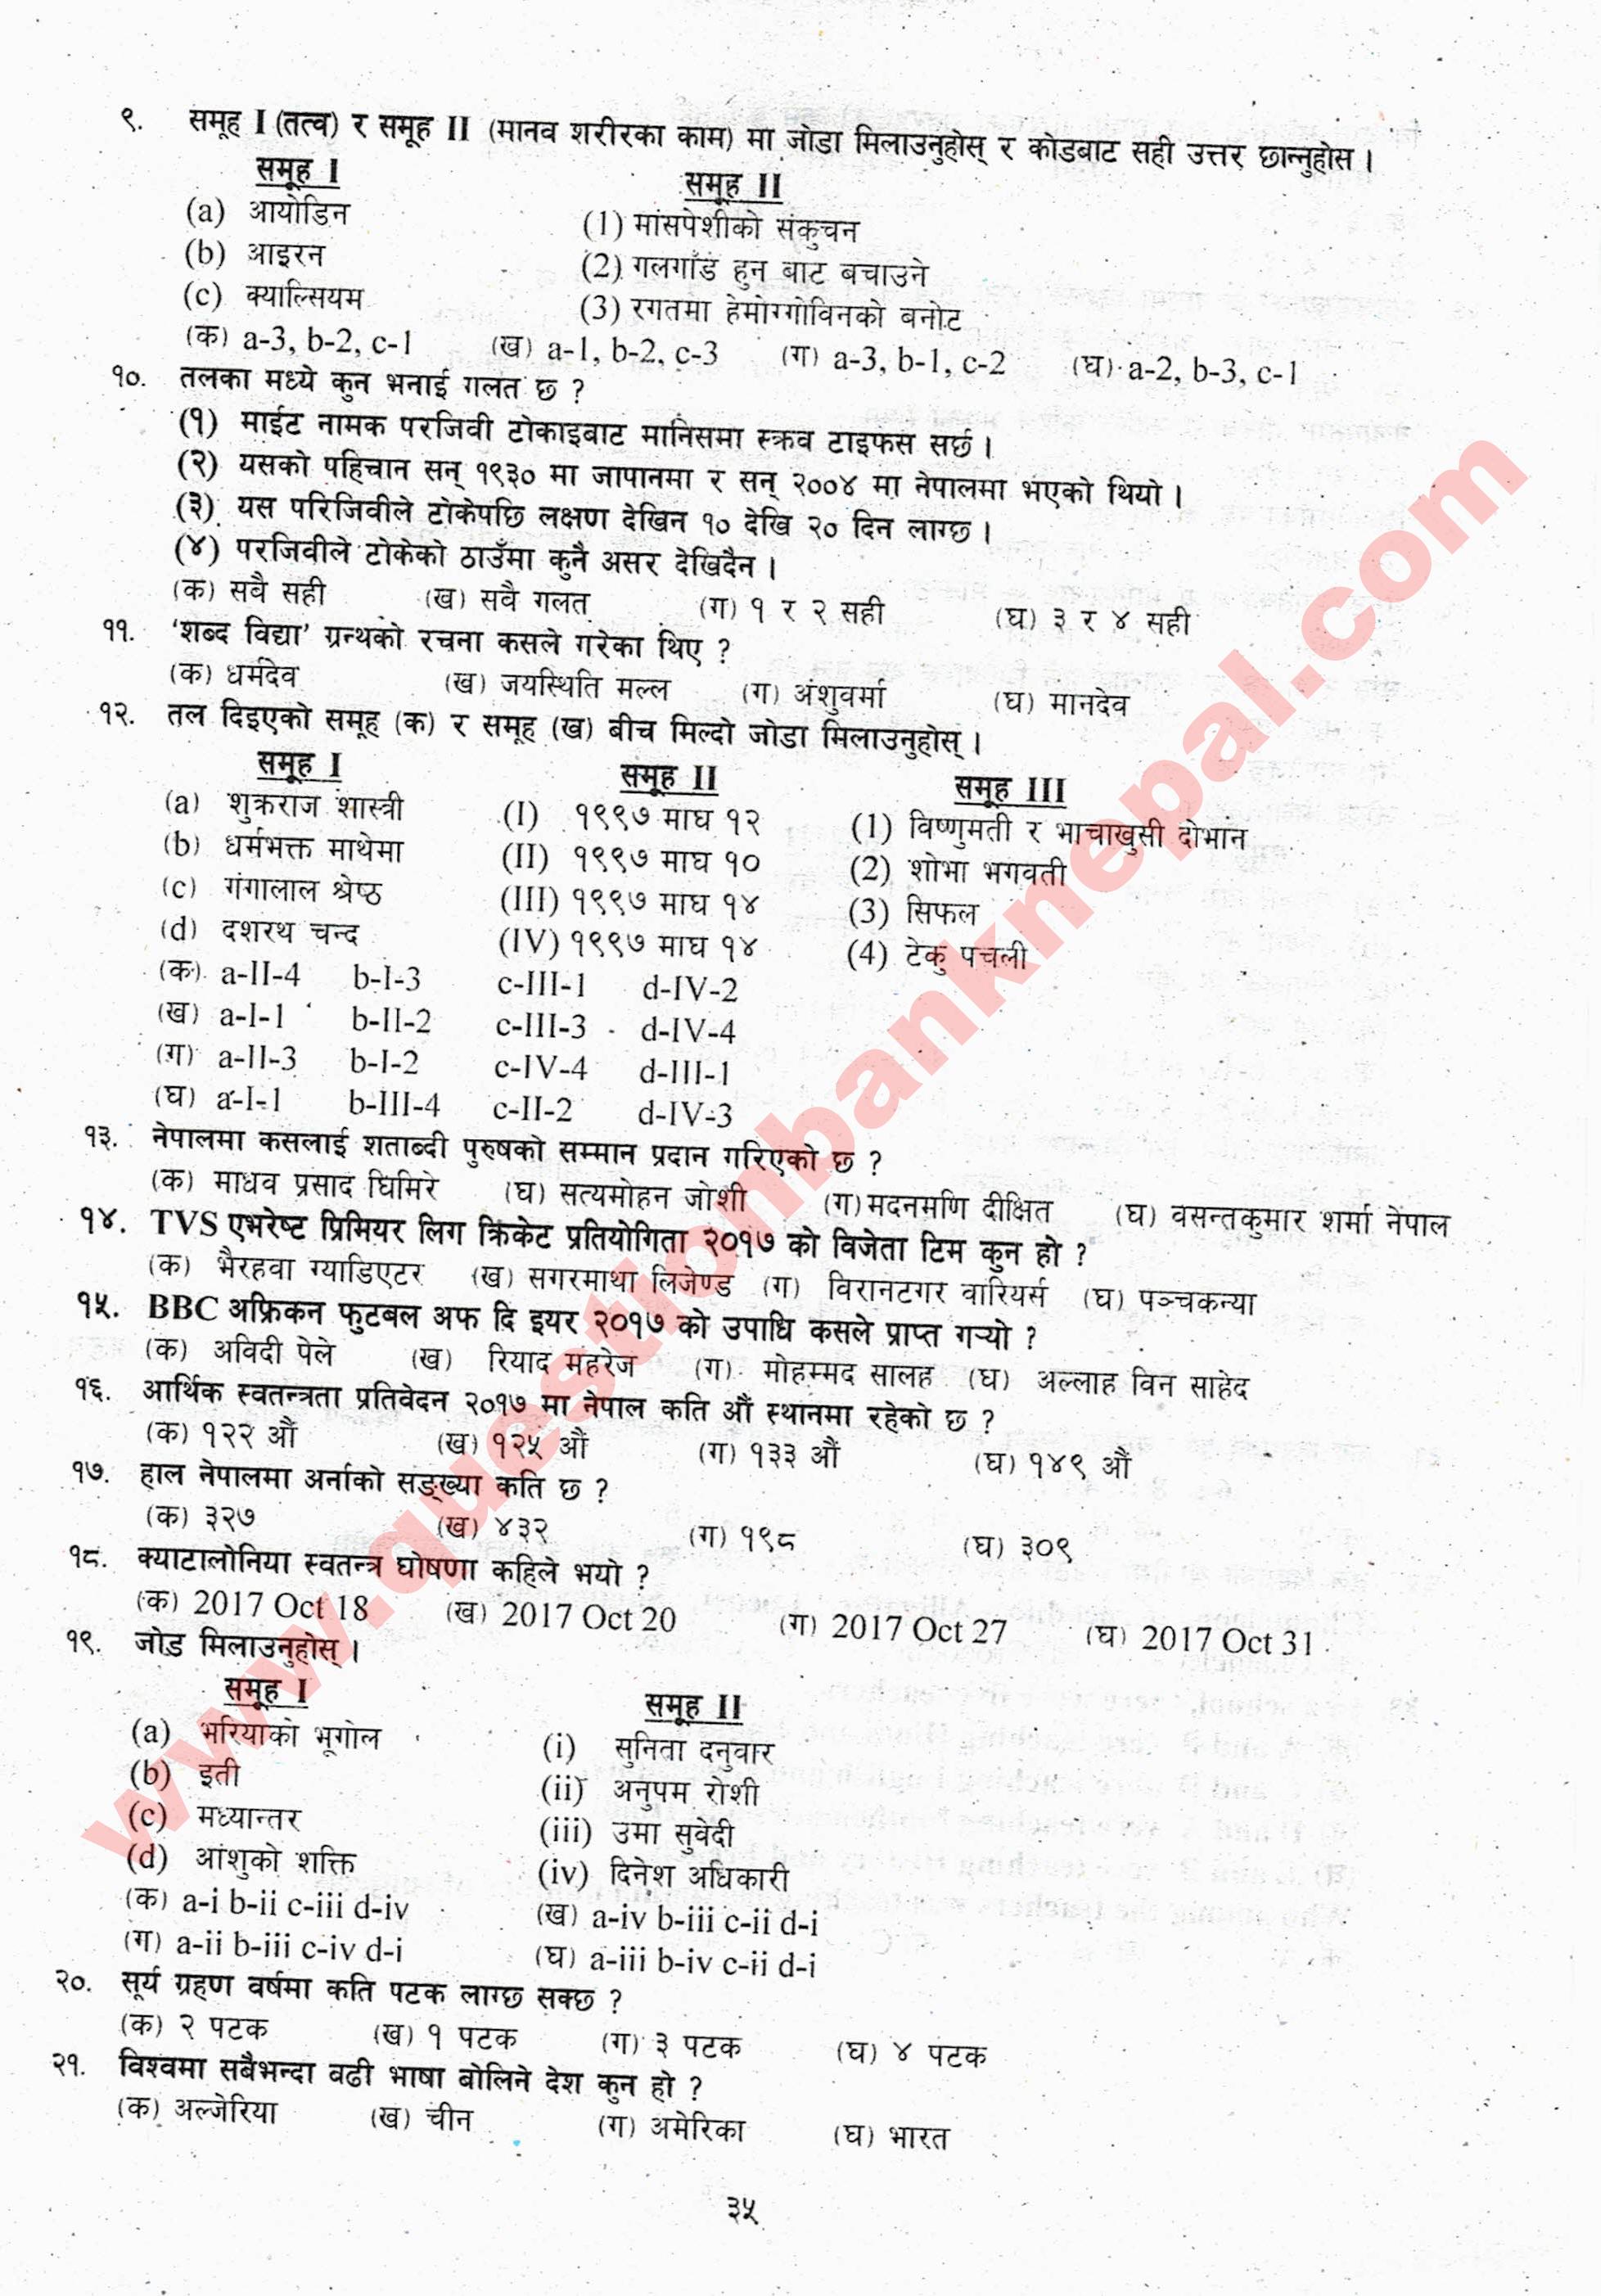 ९. समूह I (तत्व) र समूह II (मानव शरीरका काम) मा जोडा मिलाउनुहोस् र कोडबाट सही उत्तर छान्नुहोस ।
समूह I समूह II
(a) आयोडिन (1) मांसपेशीको संकुचन
(b) आइरन (2) गलगाँड हुन बाट बचाउने
(c) क्याल्सियम (3) रगतमा हेमोग्गोविनको बनोट
(क) a-3, b-2, c-1 (ख) a-1, b-2, c-3 (ग) a-3, b-1, c-2 (घ) a-2, b-3, c-1
१०. तलका मध्ये कुन भनाई गलत छ ?
(१) माईट नामक परजिवी टोकाइबाट मानिसमा स्क्रव टाइफस सर्छ ।
(२) यसको पहिचान सन् १९३० मा जापानमा र सन् २००४ मा नेपालमा भएको थियो ।
(३) यस परिजिवीले टोकेपछि लक्षण देखिन १० देखि २० दिन लाग्छ ।
(४) परजिवीले टोकेको ठाउँमा कुनै असर देखिदैन ।
(क) सवै सही (ख) सवै गलत (ग) १ र २ सही (घ) ३ र ४ सही
११. ‘शब्द विद्या’ ग्रन्थको रचना कसले गरेका थिए ?
(क) धर्मदेव (ख) जयस्थिति मल्ल (ग) अंशुवर्मा (घ) मानदेव
१२. तल दिइएको समूह (क) र समूह (ख) बीच मिल्दो जोडा मिलाउनुहोस् ।
समूह I समूह II समूह III
(a) शुक्रराज शास्त्री (I) १९९७ माघ १२ (1) विष्णुमती र भाचाखुसी दोभान
(b) धर्मभक्त माथेमा (II) १९९७ माघ १० (2) शोभा भगवती
(c) गंगालाल श्रेष्ठ (III) १९९७ माघ १४ (3) सिफल
(d) दशरथ चन्द (IV) १९९७ माघ १४ (4) टेकु पचली
(क) a-II-4 b-I-3 c-III-1 d-IV-2
(ख) a-I-1 b-II-2 c-III-3 d-IV-4
(ग) a-II-3 b-I-2 c-IV-4 d-III-1
(घ) a-I-1 b-III-4 c-II-2 d-IV-3
१३. नेपालमा कसलाई शताब्दी पुरुषको सम्मान प्रदान गरिएको छ ?
(क) माधव प्रसाद घिमिरे (घ) सत्यमोहन जोशी (ग) मदनमणि दीक्षित (घ) वसन्तकुमार शर्मा नेपाल
१४. TVS एभरेष्ट प्रिमियर लिग क्रिकेट प्रतियोगिता २०१७ को विजेता टिम कुन हो ?
(क) भैरहवा ग्याडिएटर (ख) सगरमाथा लिजेण्ड (ग) विरानटगर वारियर्स (घ) पञ्चकन्या
१५. BBC अफ्रिकन फुटबल अफ दि इयर २०१७ को उपाधि कसले प्राप्त गर्‍यो ?
(क) अविदी पेले (ख) रियाद महरेज (ग) मोहम्मद सालह (घ) अल्लाह विन साहेद
१६. आर्थिक स्वतन्त्रता प्रतिवेदन २०१७ मा नेपाल कति औं स्थानमा रहेको छ ?
(क) १२२ औं (ख) १२५ औं (ग) १३३ औं (घ) १४९ औं
१७. हाल नेपालमा अर्नाको सङ्ख्या कति छ ?
(क) ३२७ (ख) ४३२ (ग) १९८ (घ) ३०९
१८. क्याटालोनिया स्वतन्त्र घोषणा कहिले भयो ?
(क) 2017 Oct 18 (ख) 2017 Oct 20 (ग) 2017 Oct 27 (घ) 2017 Oct 31
१९. जोड मिलाउनुहोस् ।
समूह I समूह II
(a) भरियाको भूगोल (i) सुनिता दनुवार
(b) इती (ii) अनुपम रोशी
(c) मध्यान्तर (iii) उमा सुवेदी
(d) आंशुको शक्ति (iv) दिनेश अधिकारी
(क) a-i b-ii c-iii d-iv (ख) a-iv b-iii c-ii d-i
(ग) a-ii b-iii c-iv d-i (घ) a-iii b-iv c-ii d-i
२०. सूर्य ग्रहण वर्षमा कति पटक लाग्छ सक्छ ?
(क) २ पटक (ख) १ पटक (ग) ३ पटक (घ) ४ पटक
२१. विश्वमा सबैभन्दा वढी भाषा बोलिने देश कुन हो ?
(क) अल्जेरिया (ख) चीन (ग) अमेरिका (घ) भारत
३५
www.questionbanknepal.com